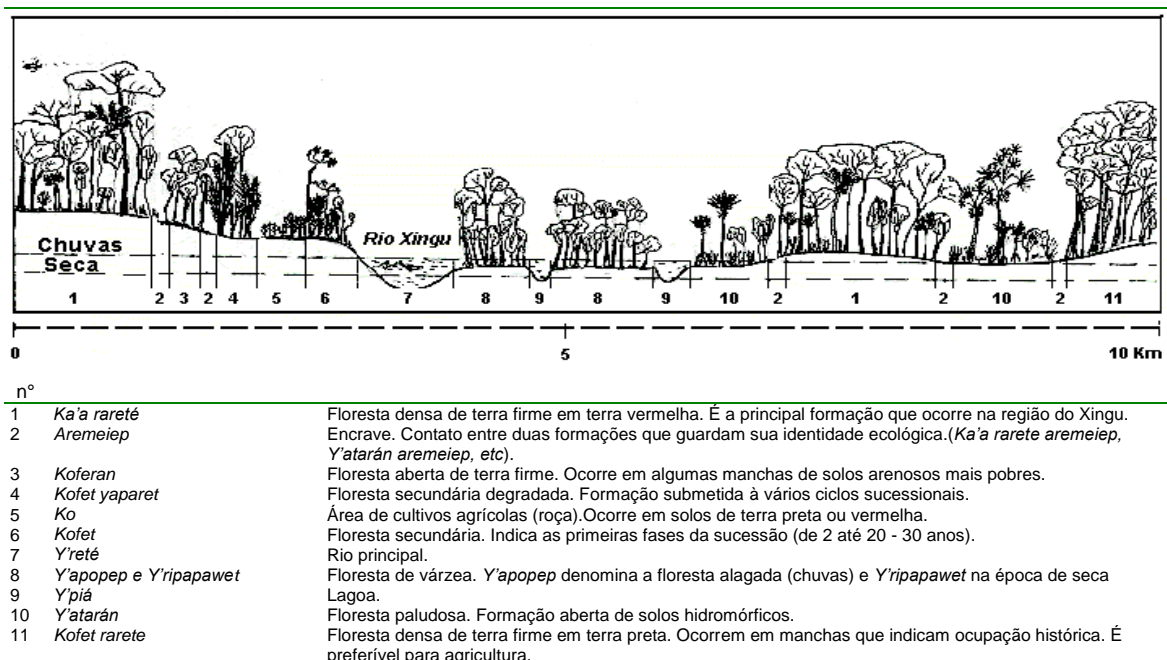 Chuvas
Seca
Rio Xingu
1 2 3 2 4 5 6 7 8 9 8 9 10 2 1 2 10 2 11
0 5 10 Km
n°
1 Ka'a rareté Floresta densa de terra firme em terra vermelha. É a principal formação que ocorre na região do Xingu.
2 Aremeiep Encrave. Contato entre duas formações que guardam sua identidade ecológica.(Ka'a rarete aremeiep,
Y'atarán aremeiep, etc).
3 Koferan Floresta aberta de terra firme. Ocorre em algumas manchas de solos arenosos mais pobres.
4 Kofet yaparet Floresta secundária degradada. Formação submetida à vários ciclos sucessionais.
5 Ko Área de cultivos agrícolas (roça).Ocorre em solos de terra preta ou vermelha.
6 Kofet Floresta secundária. Indica as primeiras fases da sucessão (de 2 até 20 - 30 anos).
7 Y'reté Rio principal.
8 Y'apopep e Y'ripapawet Floresta de várzea. Y'apopep denomina a floresta alagada (chuvas) e Y'ripapawet na época de seca
9 Y'piá Lagoa.
10 Y'atarán Floresta paludosa. Formação aberta de solos hidromórficos.
11 Kofet rarete Floresta densa de terra firme em terra preta. Ocorrem em manchas que indicam ocupação histórica. É
preferível para agricultura.